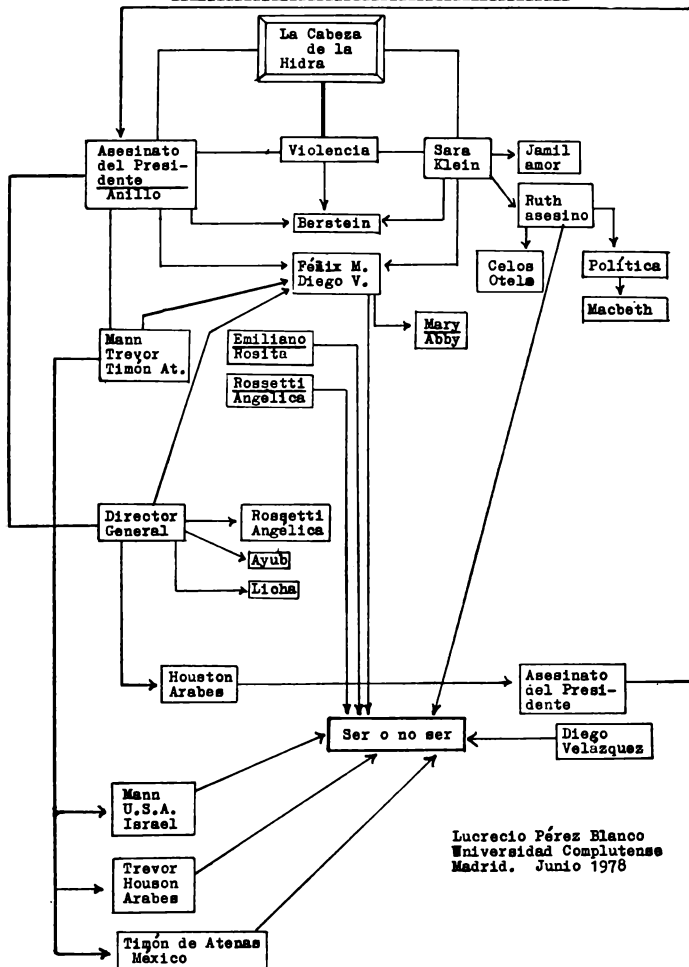 La Cabeza
de la
Hidra
Asesinato
del Presi-
dente
Anillo
Violencia
Sara
Klein
Jamil
amor
Berstein
Ruth
asesino
Félix M.
Diego V.
Celos
Otelo
Política
Macbeth
Mann
Trevor
Timón At.
Emiliano
Rosita
Mary
Abby
Rossetti
Angélica
Director
General
Rossetti
Angélica
Ayub
Licha
Houston
Arabes
Asesinato
del Presi-
dente
Ser o no ser
Diego
Velazquez
Mann
U.S.A.
Israel
Trevor
Houson
Arabes
Timón de Atenas
México
Lucrecio Pérez Blanco
Universidad Complutense
Madrid. Junio 1978